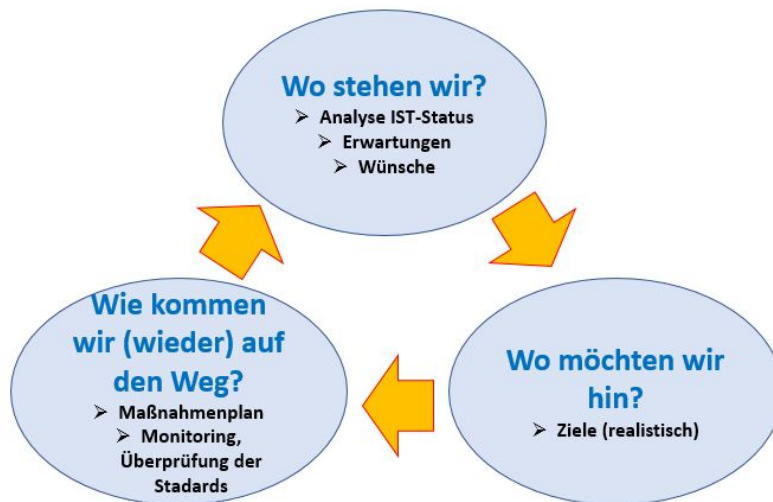 Wo stehen wir?
➢ Analyse IST-Status
➢ Erwartungen
➢ Wünsche
Wie kommen
wir (wieder) auf
den Weg?
➢ Maßnahmenplan
➢ Monitoring,
Überprüfung der
Stadards
Wo möchten wir
hin?
➢ Ziele (realistisch)